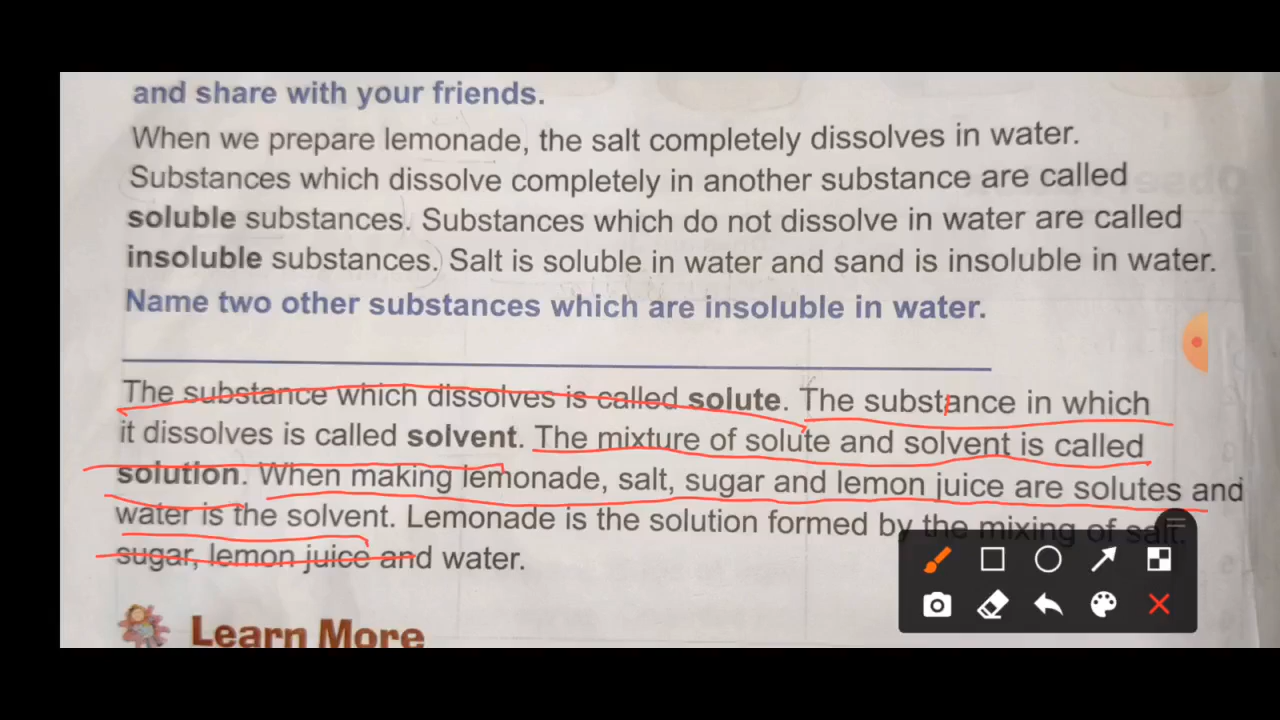 and share with your friends.
When we prepare lemonade, the salt completely dissolves in water.
Substances which dissolve completely in another substance are called
soluble substances. Substances which do not dissolve in water are called
insoluble substances. Salt is soluble in water and sand is insoluble in water.
Name two other substances which are insoluble in water.
The substance which dissolves is called solute. The substance in which
it dissolves is called solvent. The mixture of solute and solvent is called
solution. When making lemonade, salt, sugar and lemon juice are solutes and
water is the solvent. Lemonade is the solution formed by the mixing of salt,
sugar, lemon juice and water.
Learn More